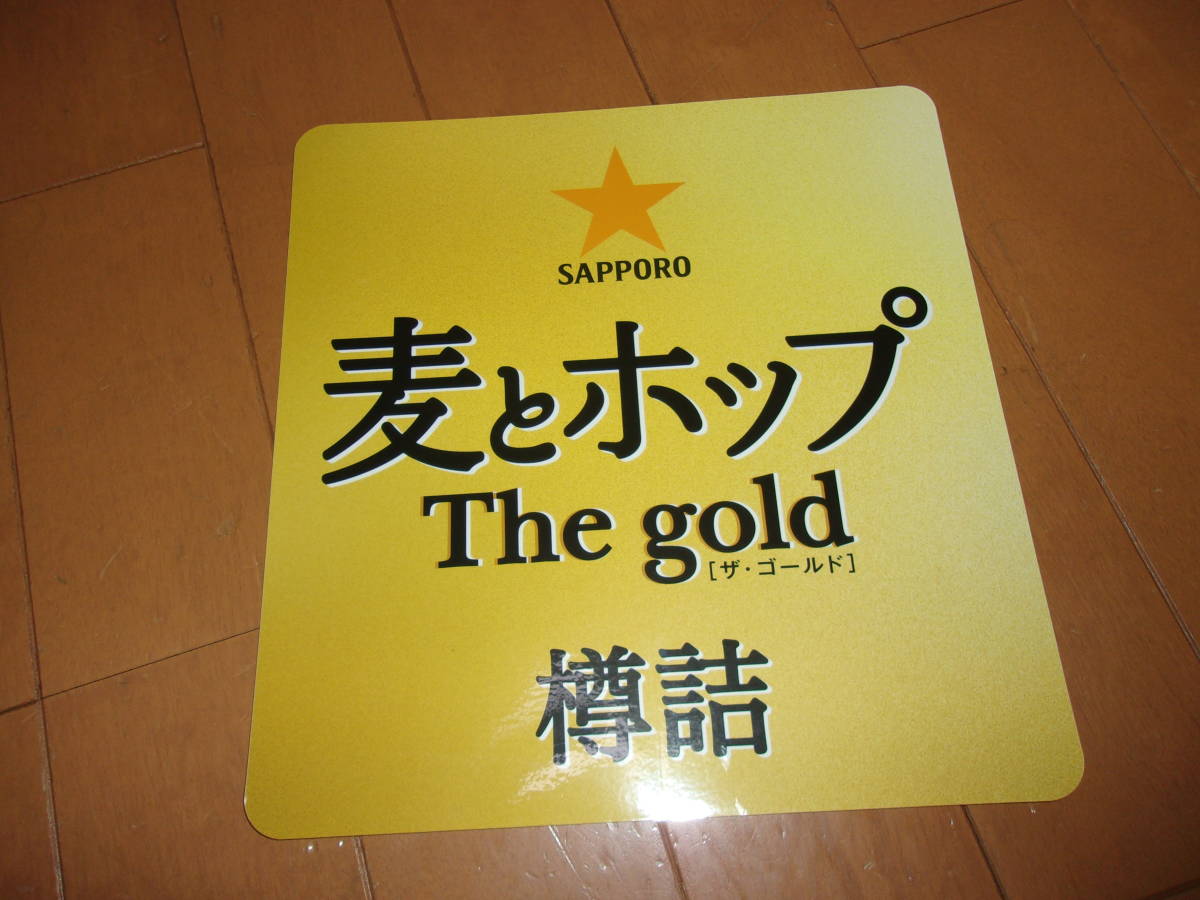 SAPPORO
麦とホップ
The gold
[ザ・ゴールド]
樽詰